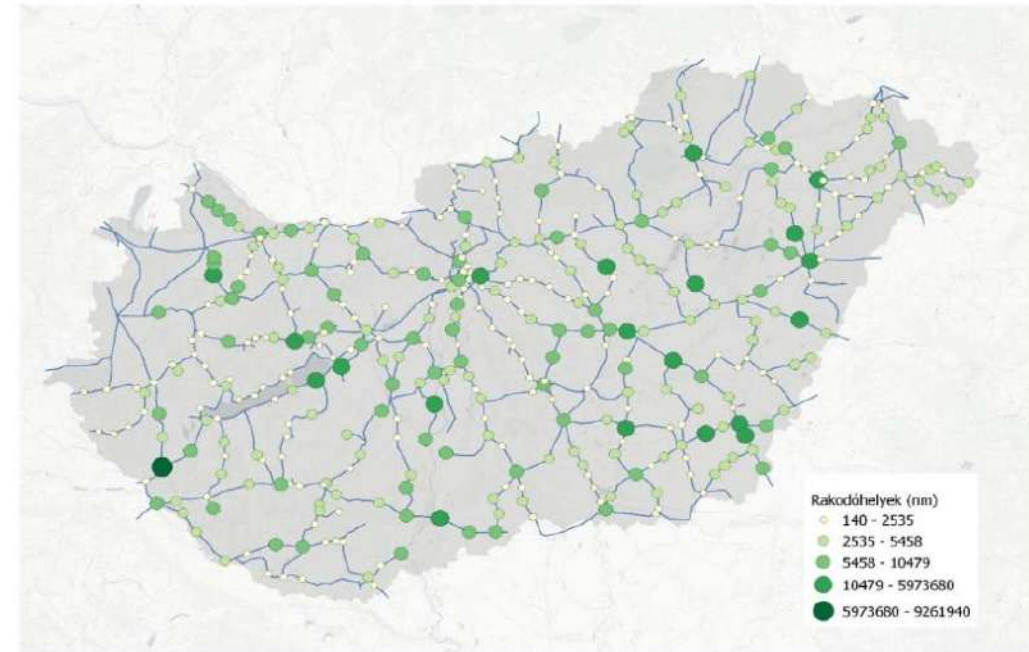 Rakodóhelyek (nm)
140 - 2535
2535 - 5458
5458 - 10479
10479 - 5973680
5973680 - 9261940